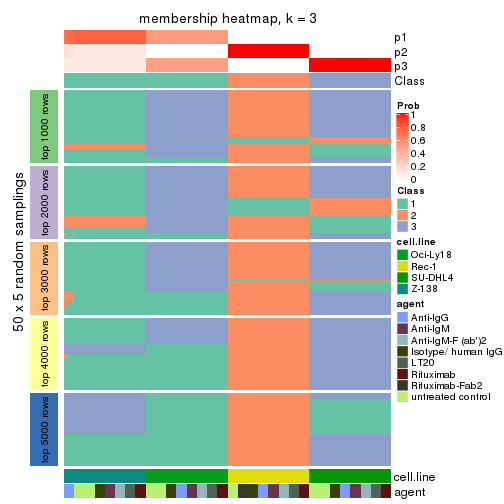 membership heatmap, k = 3
p1
p2
p3
Class
50 x 5 random samplings
top 1000 rows
top 2000 rows
top 3000 rows
top 4000 rows
top 5000 rows
Prob
1
0.8
0.6
0.4
0.2
0
Class
1
2
3
cell.line
Oci-Ly18
Rec-1
SU-DHL4
Z-138
agent
Anti-IgG
Anti-IgM
Anti-IgM-F (ab')2
Isotype/ human IgG
LT20
Rituximab
Rituximab-Fab2
untreated control
cell.line
agent